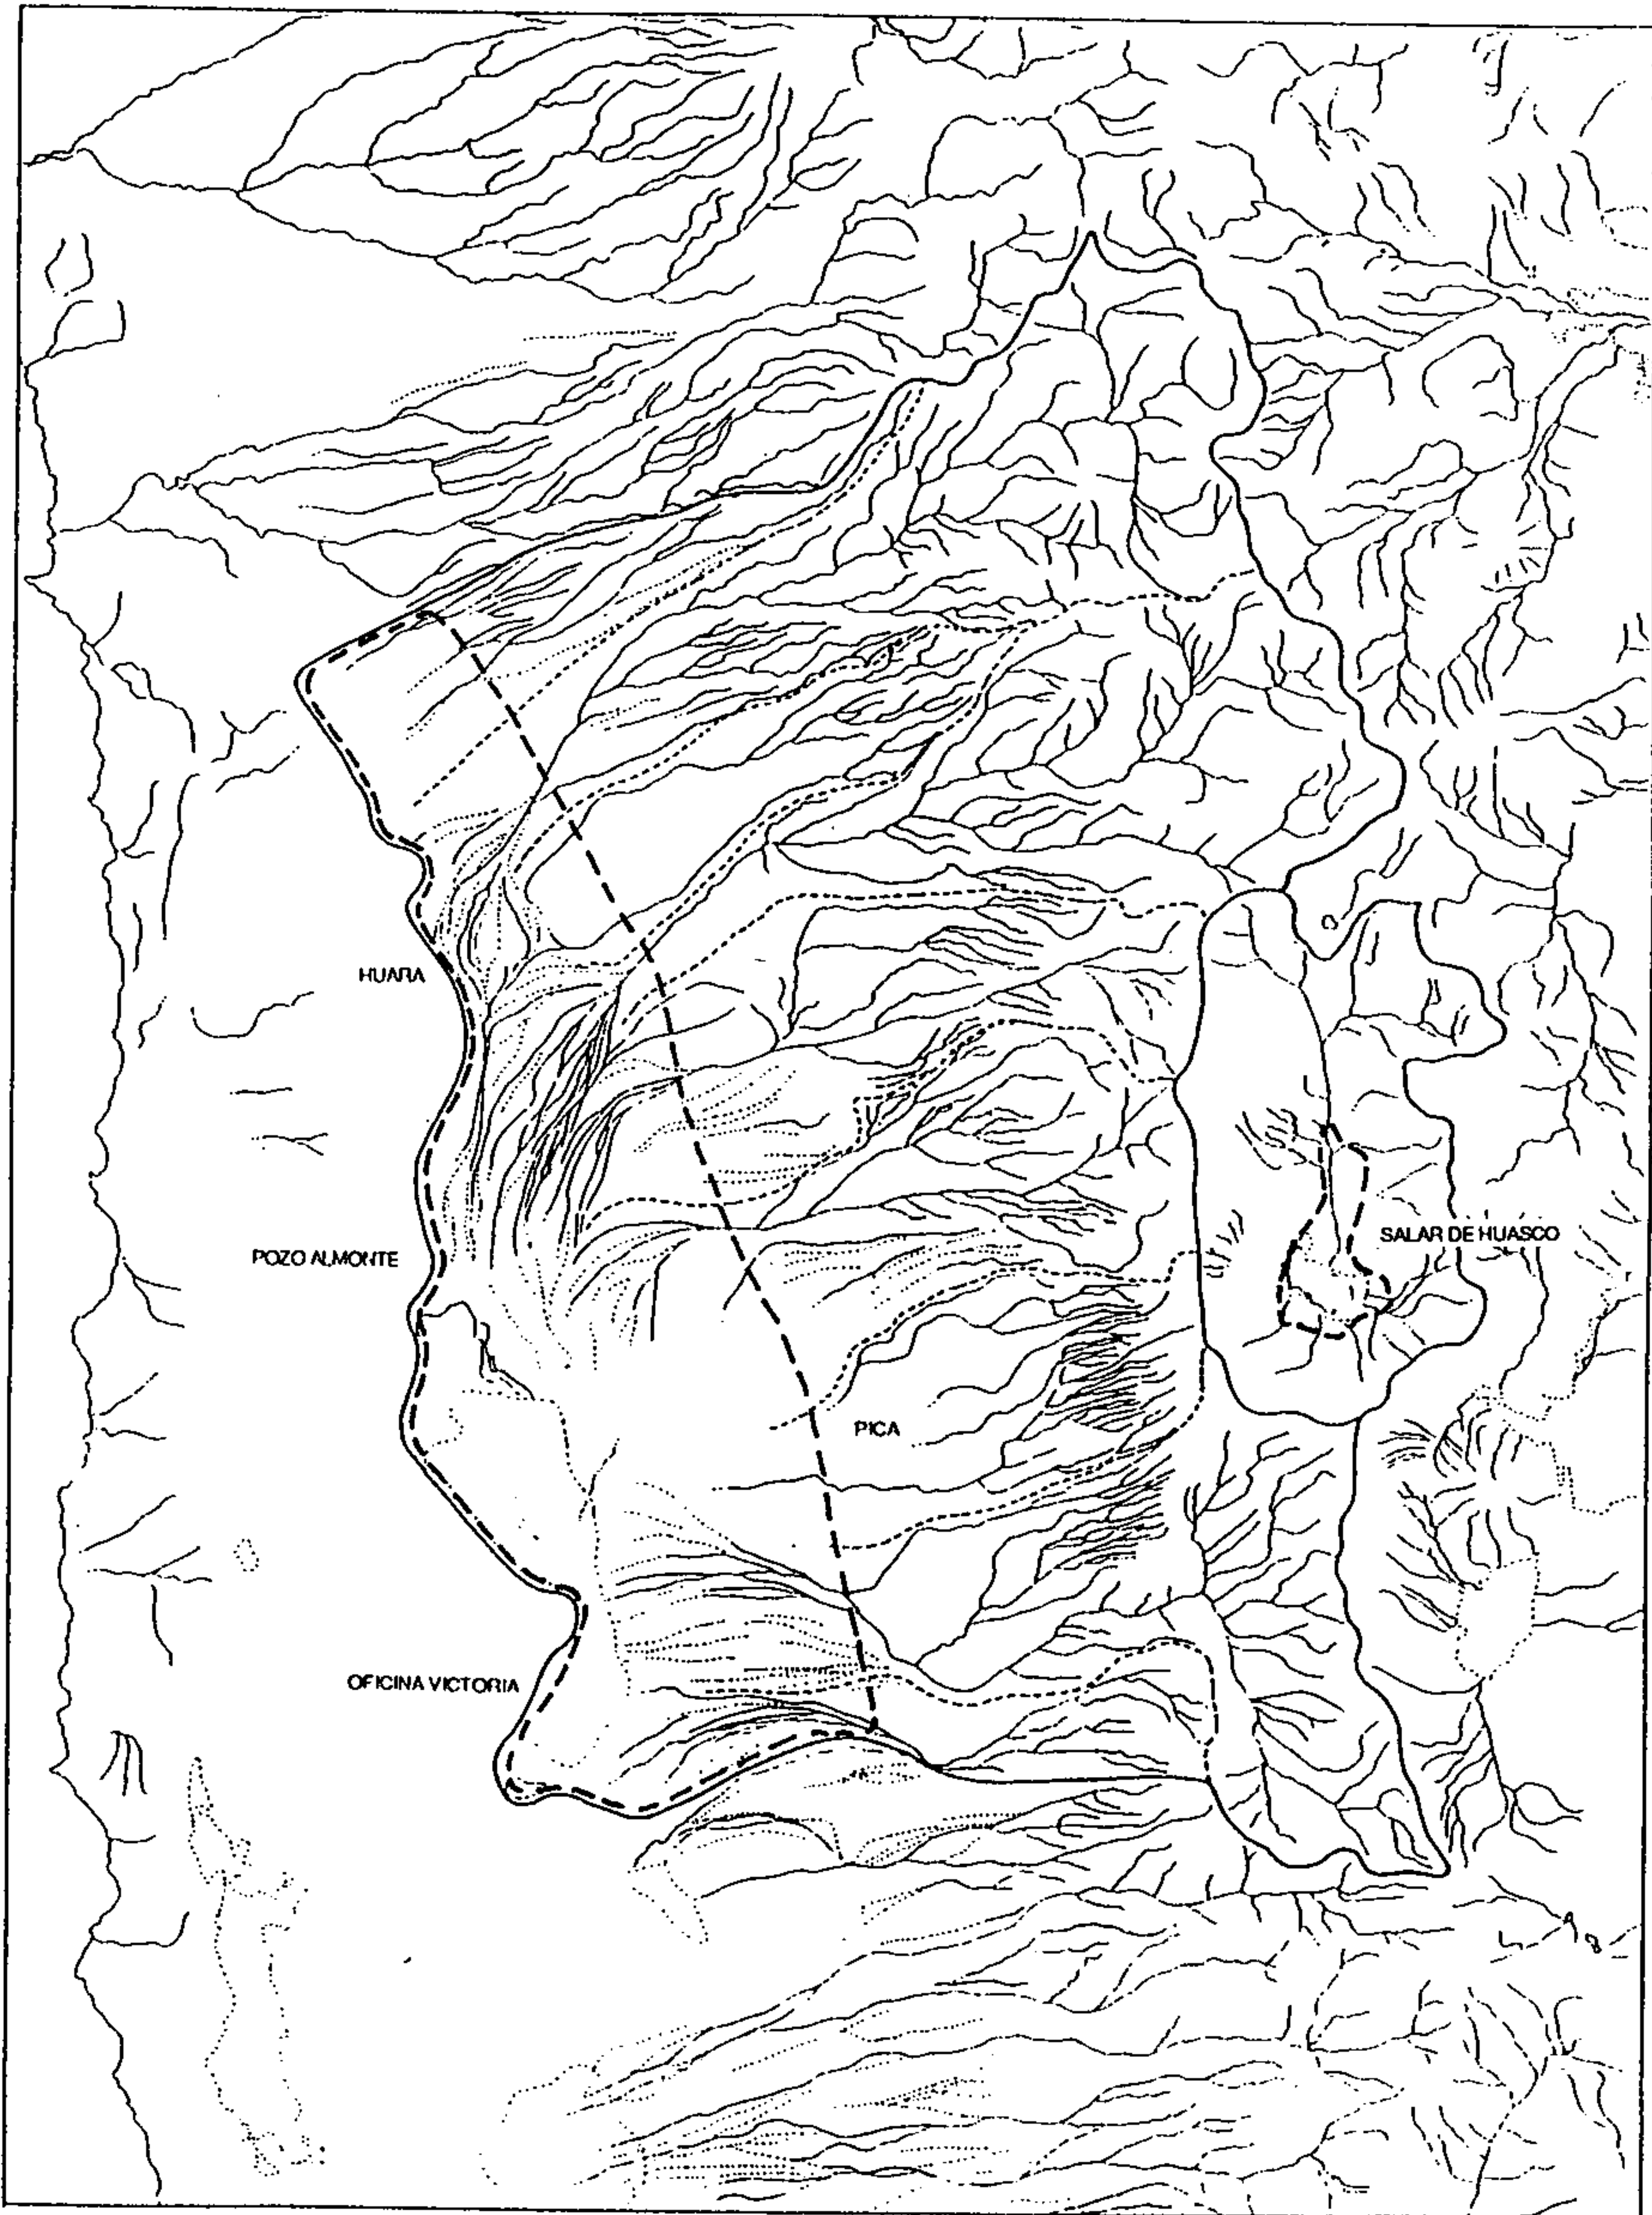 HUARA
POZO ALMONTE
SALAR DE HUASCO
PICA
OFICINA VICTORIA